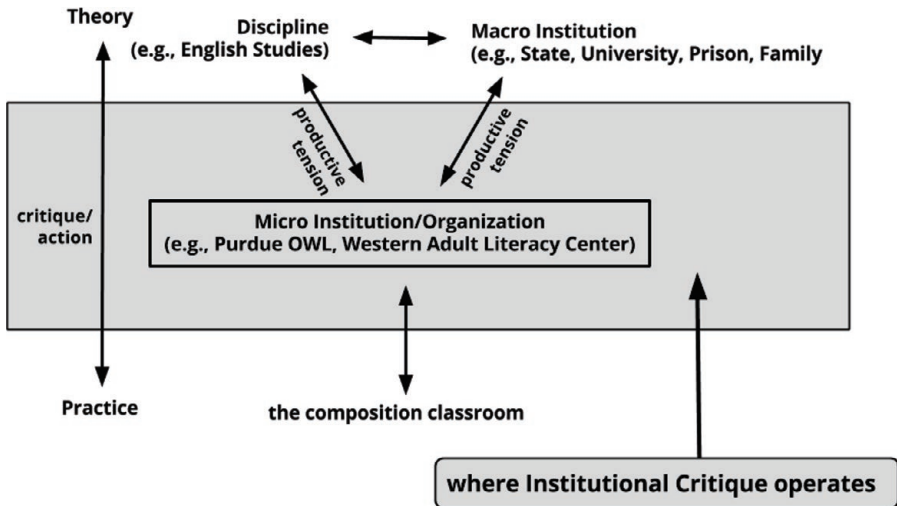 Theory
Discipline
(e.g., English Studies)
Macro Institution
(e.g., State, University, Prison, Family
productive
tension
productive
tension
critique/
action
Micro Institution/Organization
(e.g., Purdue OWL, Western Adult Literacy Center)
Practice
the composition classroom
where Institutional Critique operates